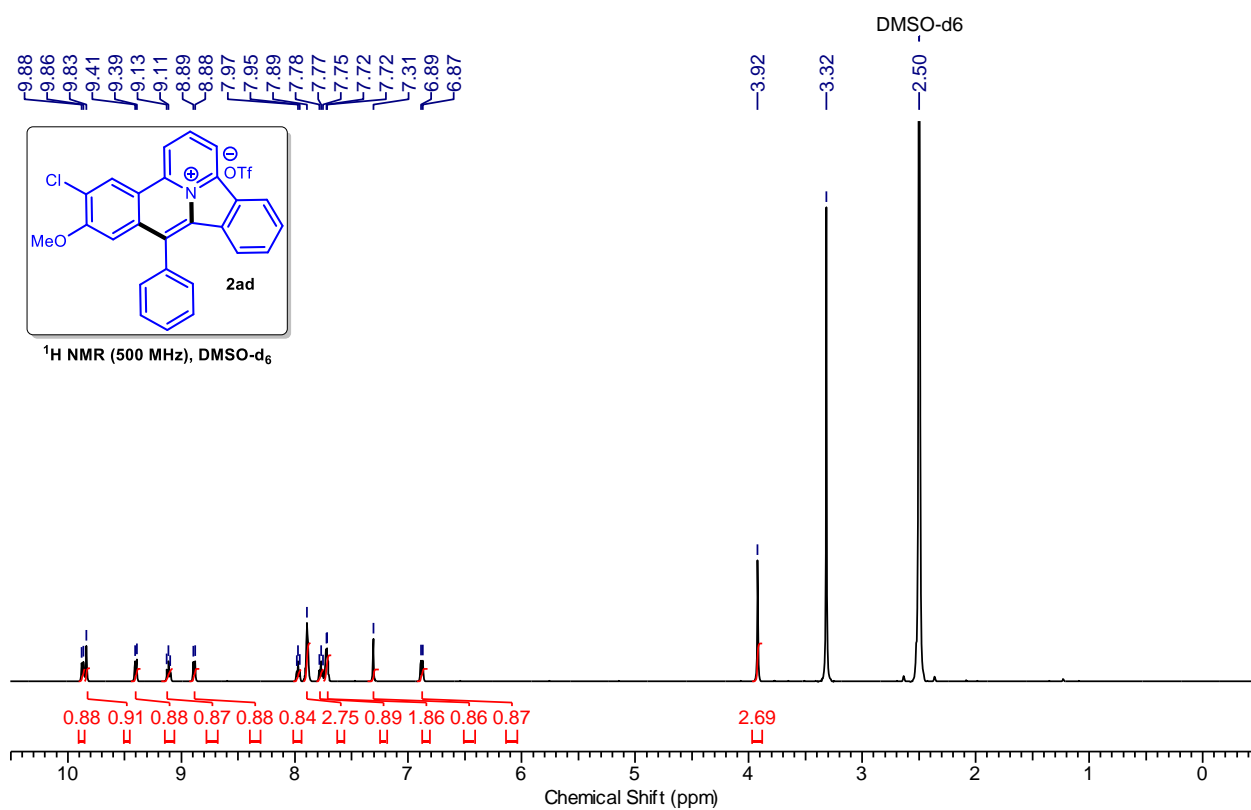 DMSO-d6
9.88 9.86 9.83 9.41 9.39 9.13 9.11 8.89 8.88 7.97 7.95 7.89 7.78 7.77 7.75 7.72 7.72 7.31 6.89 6.87 3.92 3.32 2.50
⊖
⊕ OTf
Cl
N
MeO
2ad
¹H NMR (500 MHz), DMSO-d₆
0.88 0.91 0.88 0.87 0.88 0.84 2.75 0.89 1.86 0.86 0.87 2.69
10 9 8 7 6 5 4 3 2 1 0
Chemical Shift (ppm)